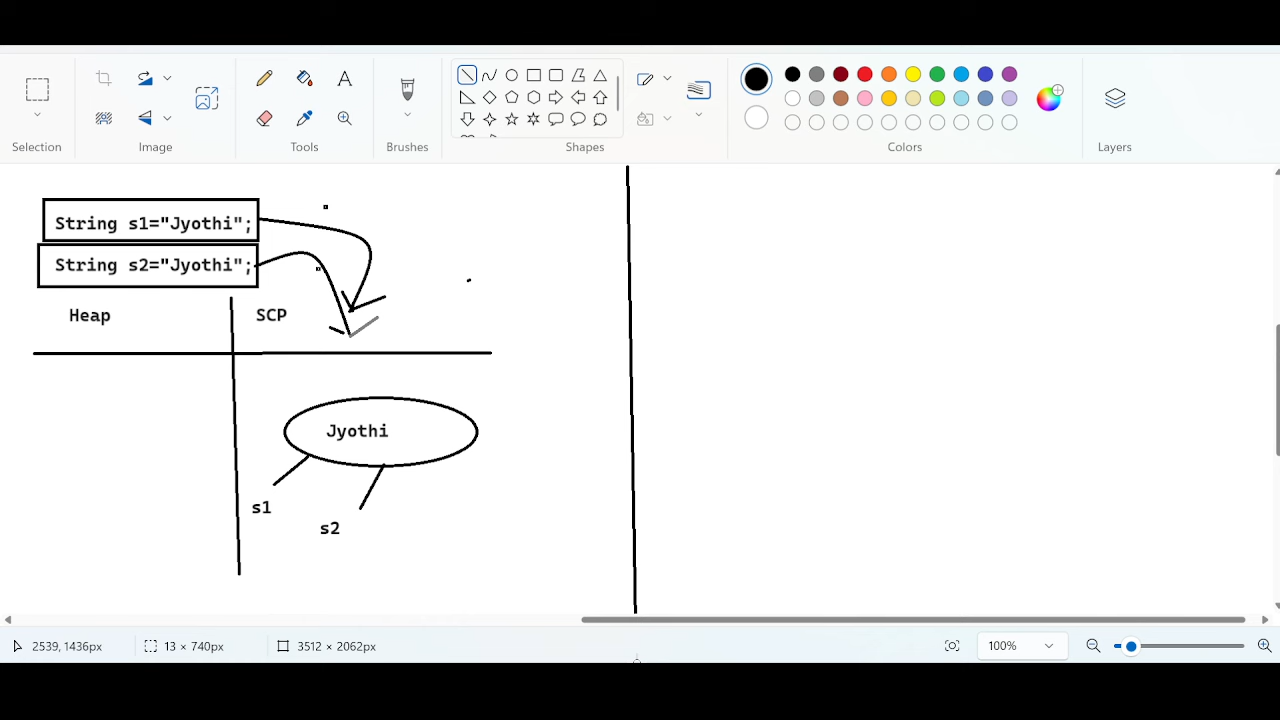 Selection
Image
Tools
Brushes
Shapes
Colors
Layers
String s1="Jyothi";
String s2="Jyothi";
Heap
SCP
Jyothi
s1
s2
2539, 1436px
13 × 740px
3512 × 2062px
100%